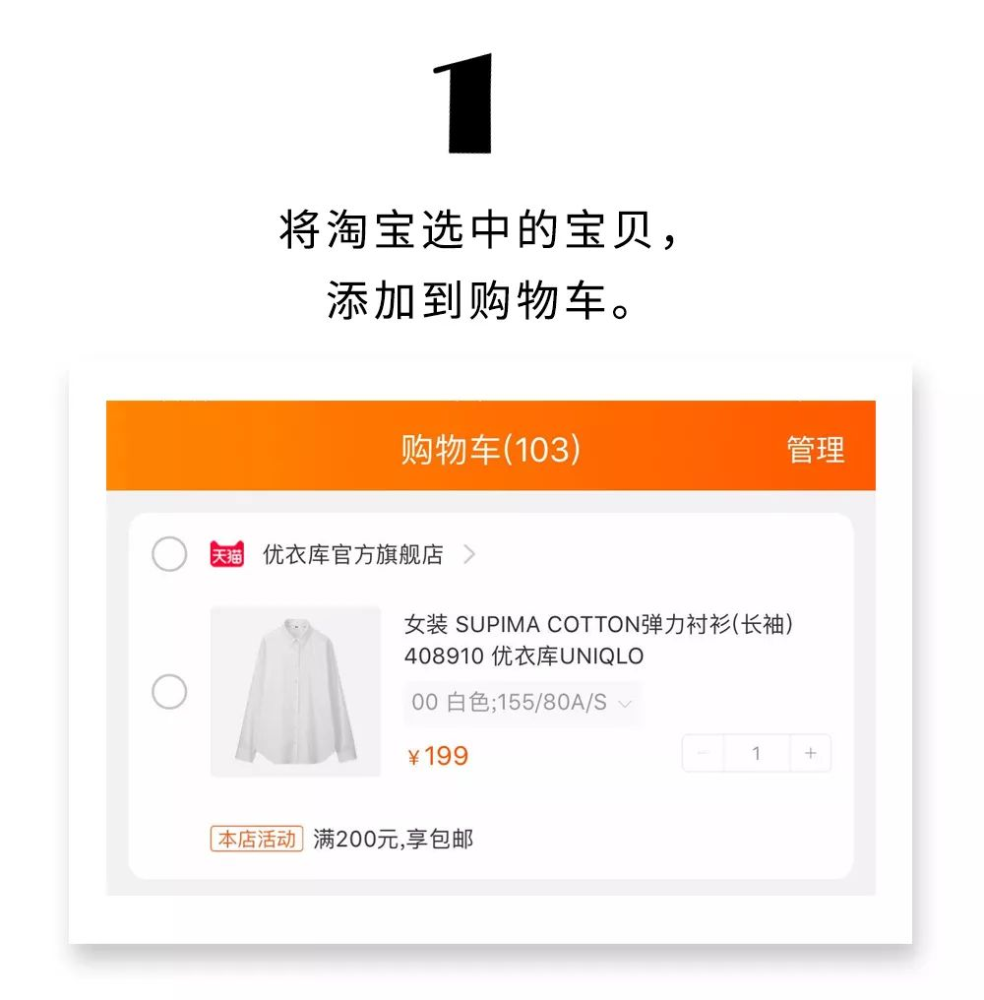 1
将淘宝选中的宝贝，
添加到购物车。
购物车(103)
管理
天猫 优衣库官方旗舰店
女装 SUPIMA COTTON弹力衬衫(长袖)
408910 优衣库UNIQLO
00 白色;155/80A/S
¥199
1
本店活动 满200元,享包邮